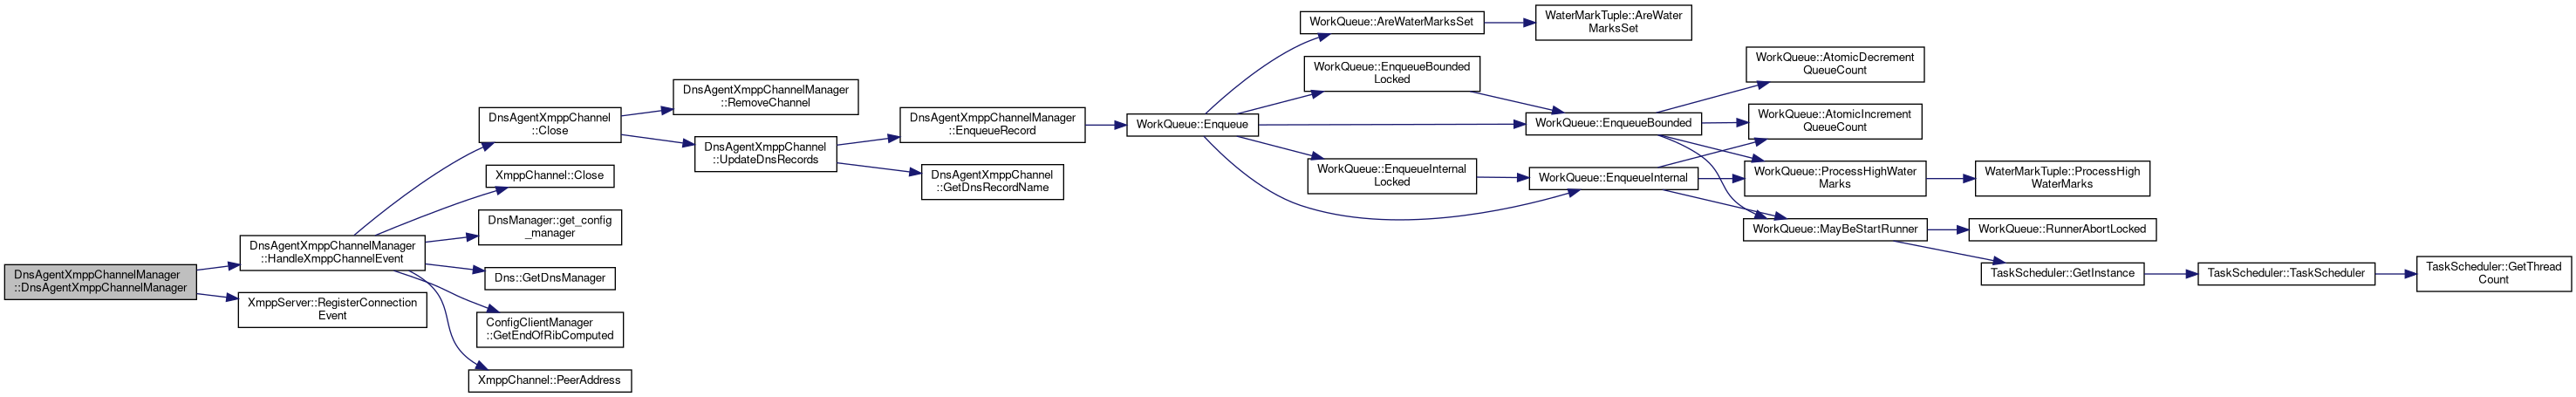 DnsAgentXmppChannelManager
::DnsAgentXmppChannelManager
DnsAgentXmppChannelManager
::HandleXmppChannelEvent
XmppServer::RegisterConnection
Event
DnsAgentXmppChannel
::Close
XmppChannel::Close
DnsManager::get_config
_manager
Dns::GetDnsManager
ConfigClientManager
::GetEndOfRibComputed
XmppChannel::PeerAddress
DnsAgentXmppChannelManager
::RemoveChannel
DnsAgentXmppChannel
::UpdateDnsRecords
DnsAgentXmppChannelManager
::EnqueueRecord
DnsAgentXmppChannel
::GetDnsRecordName
WorkQueue::Enqueue
WorkQueue::AreWaterMarksSet
WorkQueue::EnqueueBounded
Locked
WorkQueue::EnqueueInternal
Locked
WaterMarkTuple::AreWater
MarksSet
WorkQueue::EnqueueBounded
WorkQueue::EnqueueInternal
WorkQueue::AtomicDecrement
QueueCount
WorkQueue::AtomicIncrement
QueueCount
WorkQueue::ProcessHighWater
Marks
WorkQueue::MayBeStartRunner
WaterMarkTuple::ProcessHigh
WaterMarks
WorkQueue::RunnerAbortLocked
TaskScheduler::GetInstance
TaskScheduler::TaskScheduler
TaskScheduler::GetThread
Count